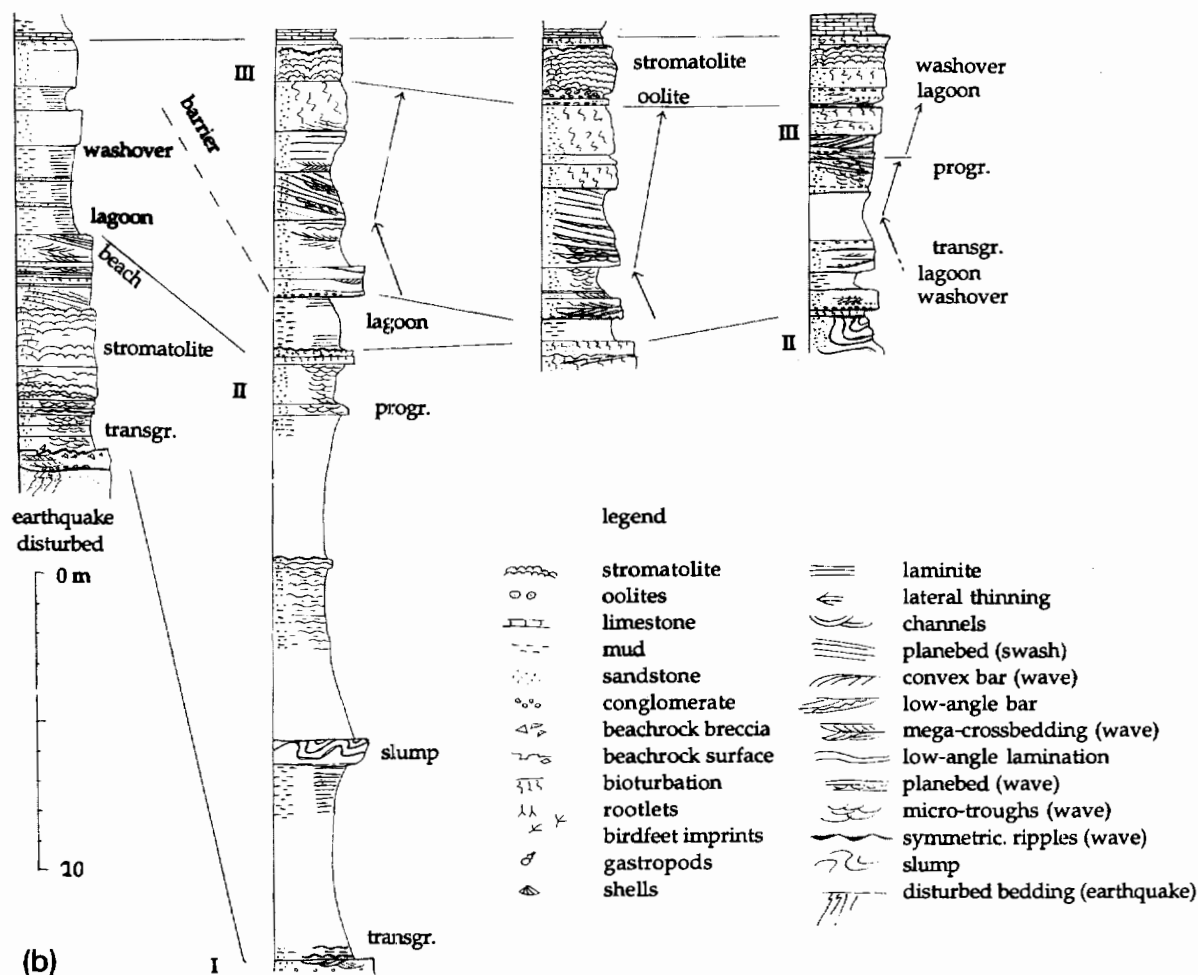 III
barrier
washover
lagoon
beach
stromatolite
II
transgr.
earthquake
disturbed
0 m
10
lagoon
progr.
slump
transgr.
I
(b)
stromatolite
oolite
III
II
washover
lagoon
progr.
transgr.
lagoon
washover
legend
stromatolite
oolites
limestone
mud
sandstone
conglomerate
beachrock breccia
beachrock surface
bioturbation
rootlets
birdfeet imprints
gastropods
shells
laminite
lateral thinning
channels
planebed (swash)
convex bar (wave)
low-angle bar
mega-crossbedding (wave)
low-angle lamination
planebed (wave)
micro-troughs (wave)
symmetric. ripples (wave)
slump
disturbed bedding (earthquake)